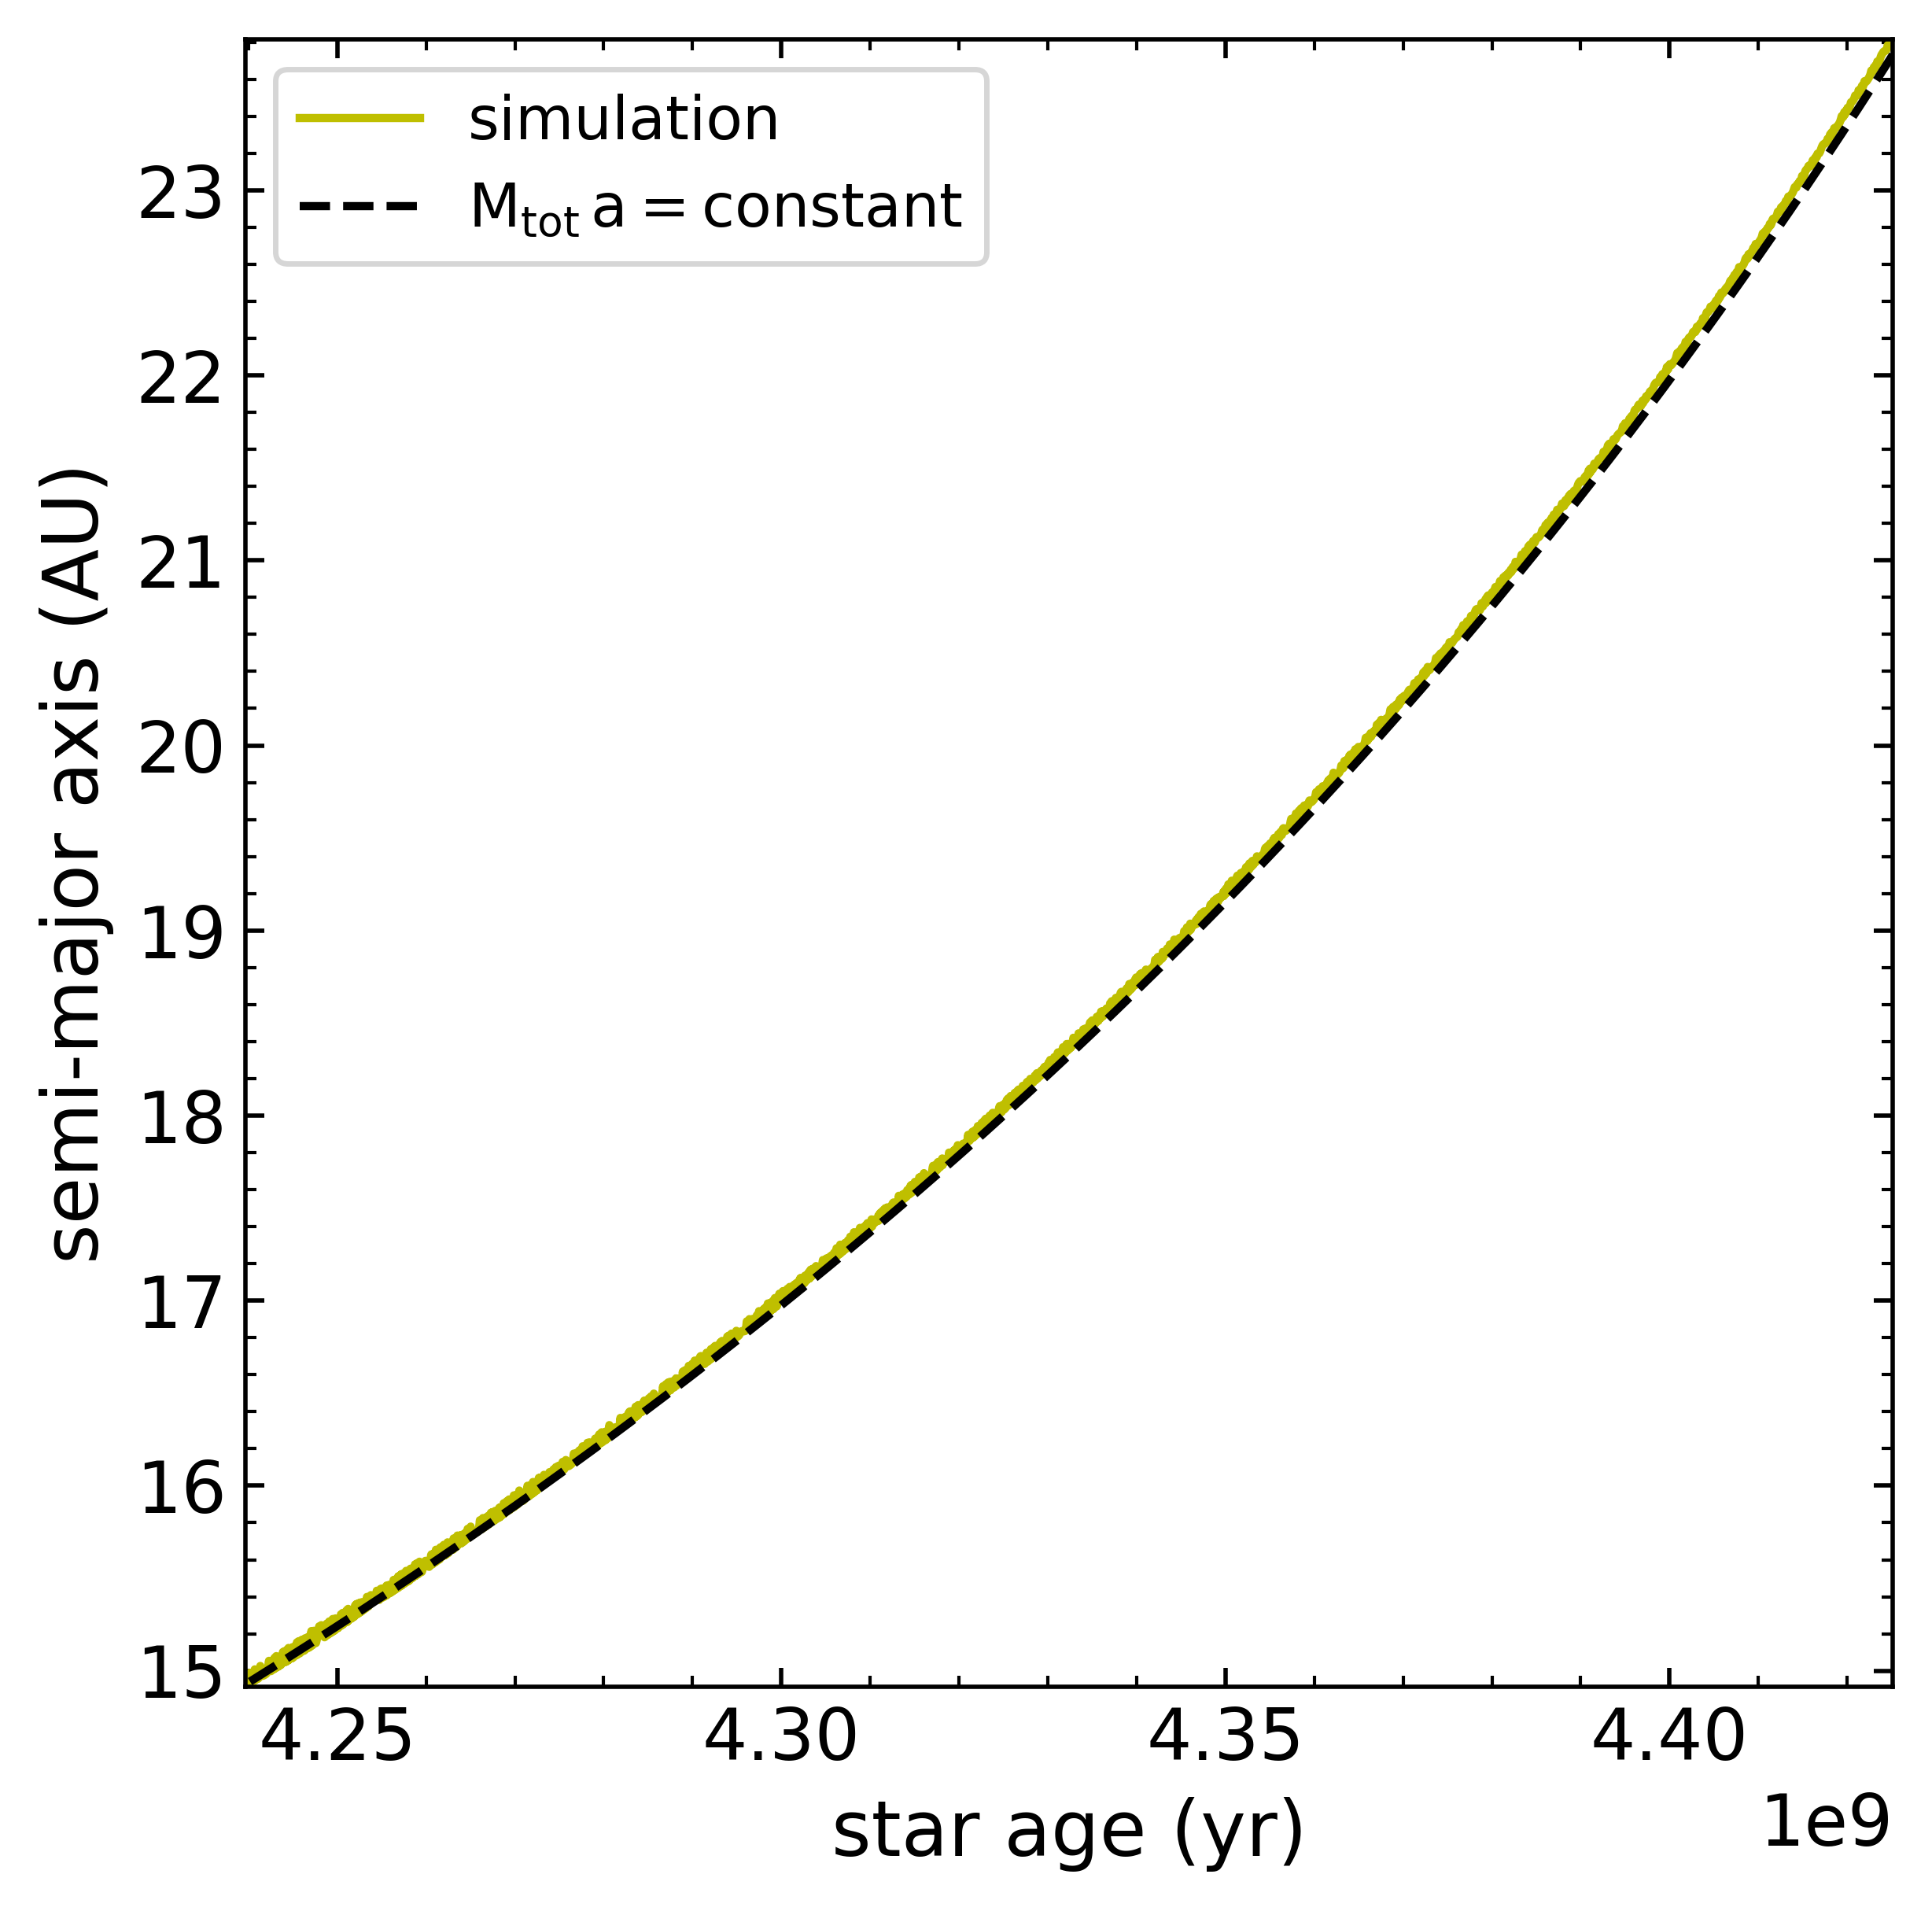 simulation
M_tot a = constant
23
22
21
20
19
18
17
16
15
semi-major axis (AU)
4.25 4.30 4.35 4.40
1e9
star age (yr)